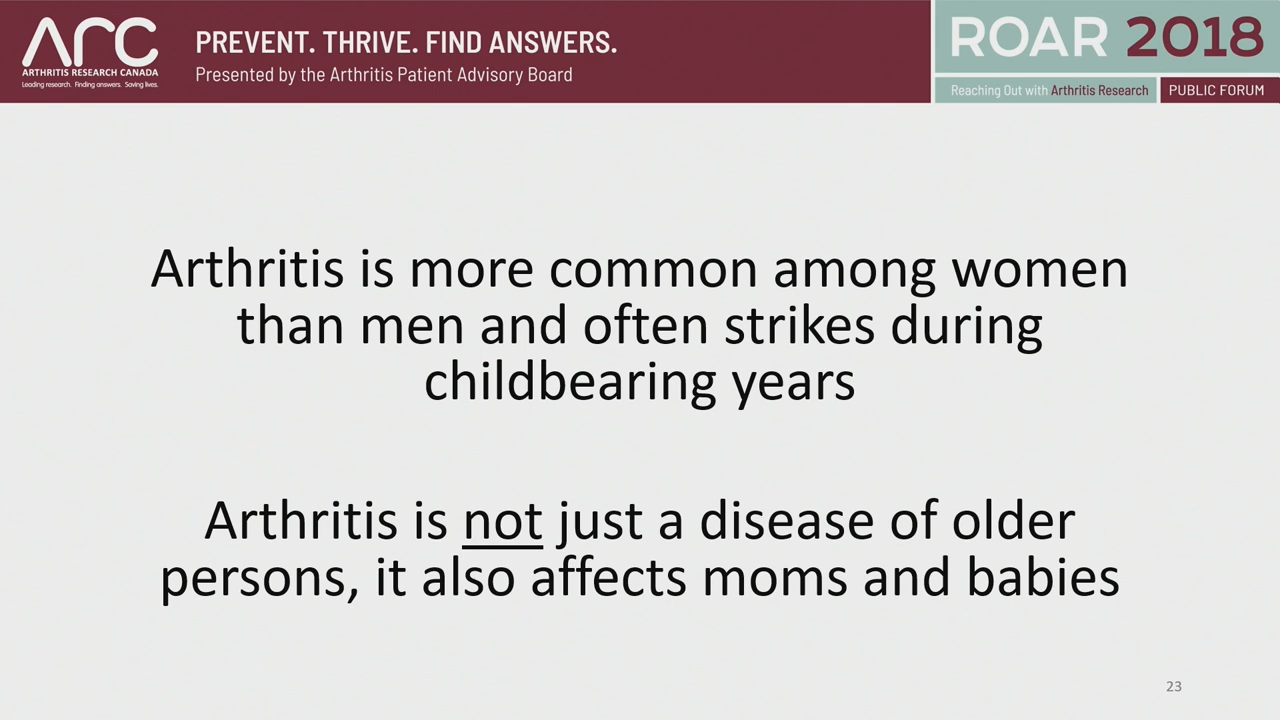 arc
ARTHRITIS RESEARCH CANADA
Leading research. Finding answers. Saving lives.
PREVENT. THRIVE. FIND ANSWERS.
Presented by the Arthritis Patient Advisory Board
ROAR 2018
Reaching Out with Arthritis Research
PUBLIC FORUM
Arthritis is more common among women
than men and often strikes during
childbearing years
Arthritis is not just a disease of older
persons, it also affects moms and babies
23